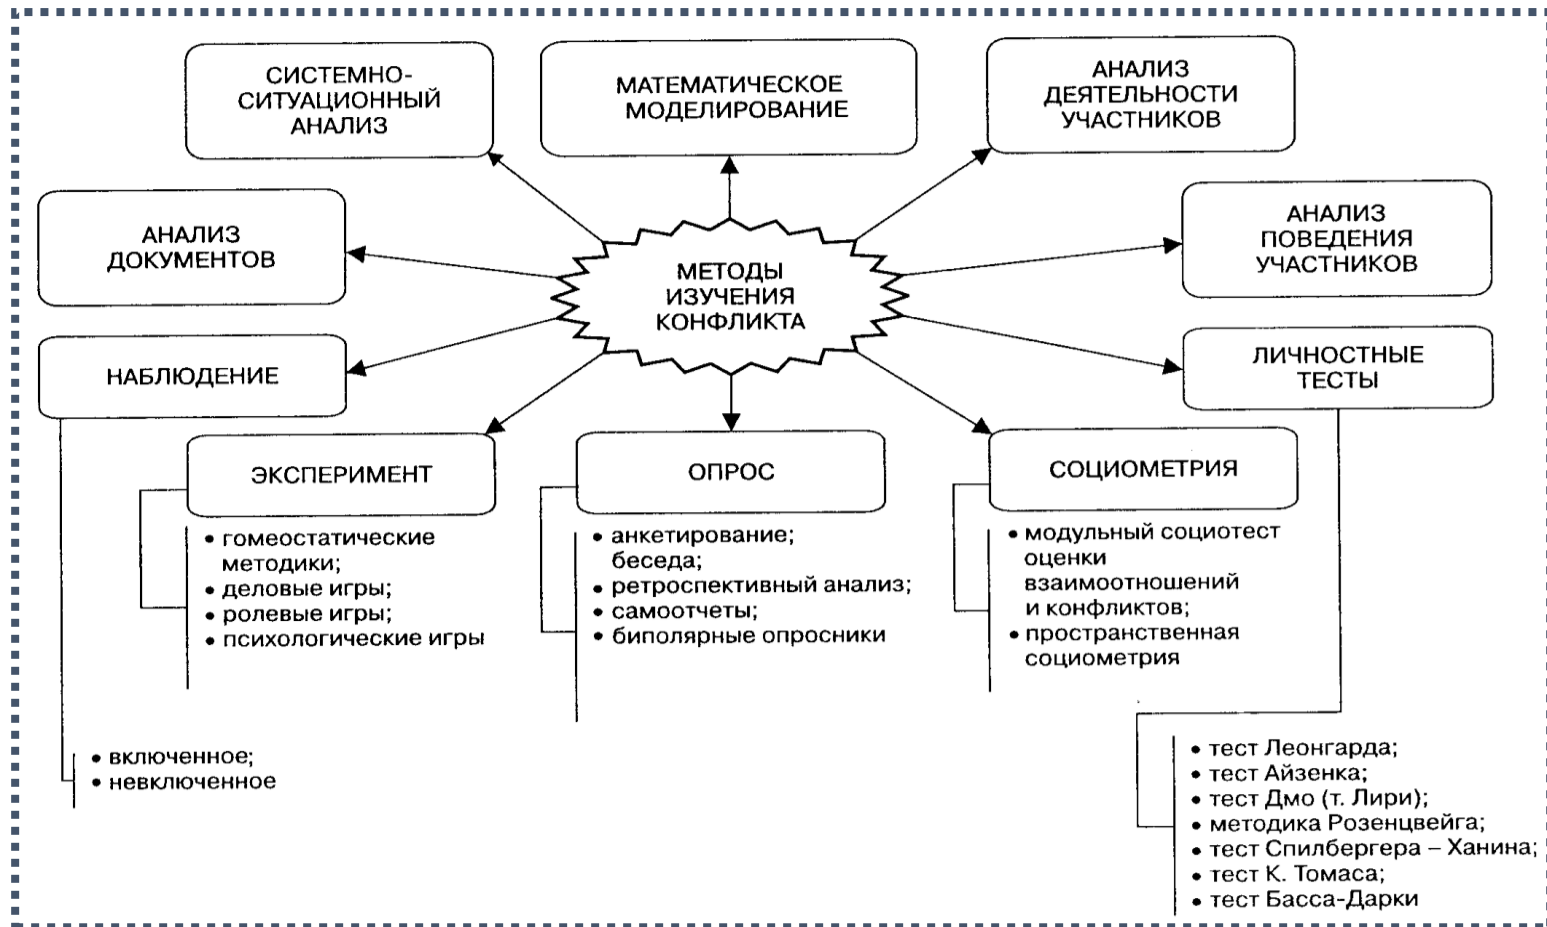 СИСТЕМНО-
СИТУАЦИОННЫЙ
АНАЛИЗ
МАТЕМАТИЧЕСКОЕ
МОДЕЛИРОВАНИЕ
АНАЛИЗ
ДЕЯТЕЛЬНОСТИ
УЧАСТНИКОВ
АНАЛИЗ
ДОКУМЕНТОВ
МЕТОДЫ
ИЗУЧЕНИЯ
КОНФЛИКТА
АНАЛИЗ
ПОВЕДЕНИЯ
УЧАСТНИКОВ
НАБЛЮДЕНИЕ
ЛИЧНОСТНЫЕ
ТЕСТЫ
ЭКСПЕРИМЕНТ
• гомеостатические
методики;
• деловые игры;
• ролевые игры;
• психологические игры
ОПРОС
• анкетирование;
беседа;
• ретроспективный анализ;
• самоотчеты;
• биполярные опросники
СОЦИОМЕТРИЯ
• модульный социотест
оценки
взаимоотношений
и конфликтов;
• пространственная
социометрия
• включенное;
• невключенное
• тест Леонгарда;
• тест Айзенка;
• тест Дмо (т. Лири);
• методика Розенцвейга;
• тест Спилбергера – Ханина;
• тест К. Томаса;
• тест Басса-Дарки